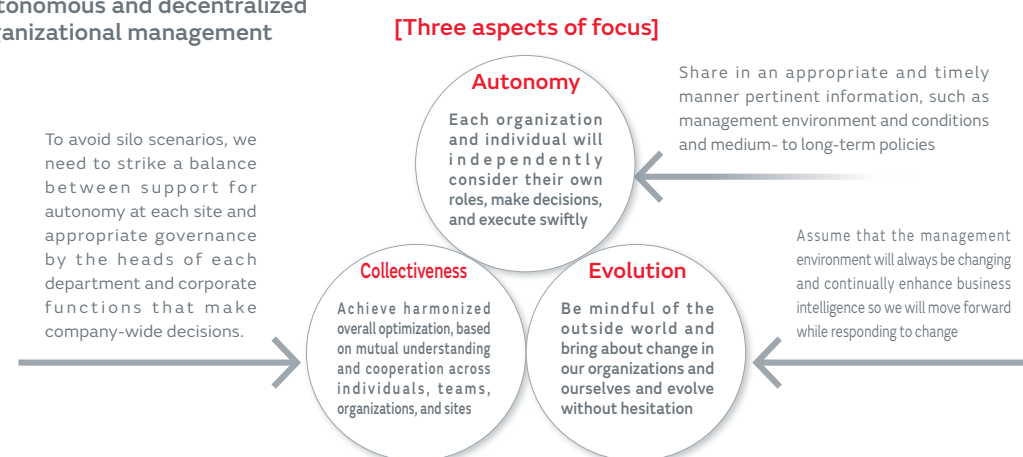 and decentralized
organizational management
[Three aspects of focus]
Autonomy
Each organization
and individual will
independently
consider their own
roles, make decisions,
and execute swiftly
Share in an appropriate and timely
manner pertinent information, such as
management environment and conditions
and medium- to long-term policies
To avoid silo scenarios, we
need to strike a balance
between support for
autonomy at each site and
appropriate governance
by the heads of each
department and corporate
functions that make
company-wide decisions.
Collectiveness
Achieve harmonized
overall optimization, based
on mutual understanding
and cooperation across
individuals, teams,
organizations, and sites
Evolution
Be mindful of the
outside world and
bring about change in
our organizations and
ourselves and evolve
without hesitation
Assume that the management
environment will always be changing
and continually enhance business
intelligence so we will move forward
while responding to change